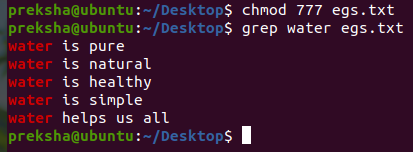 preksha@ubuntu:~/Desktop$ chmod 777 egs.txt
preksha@ubuntu:~/Desktop$ grep water egs.txt
water is pure
water is natural
water is healthy
water is simple
water helps us all
preksha@ubuntu:~/Desktop$